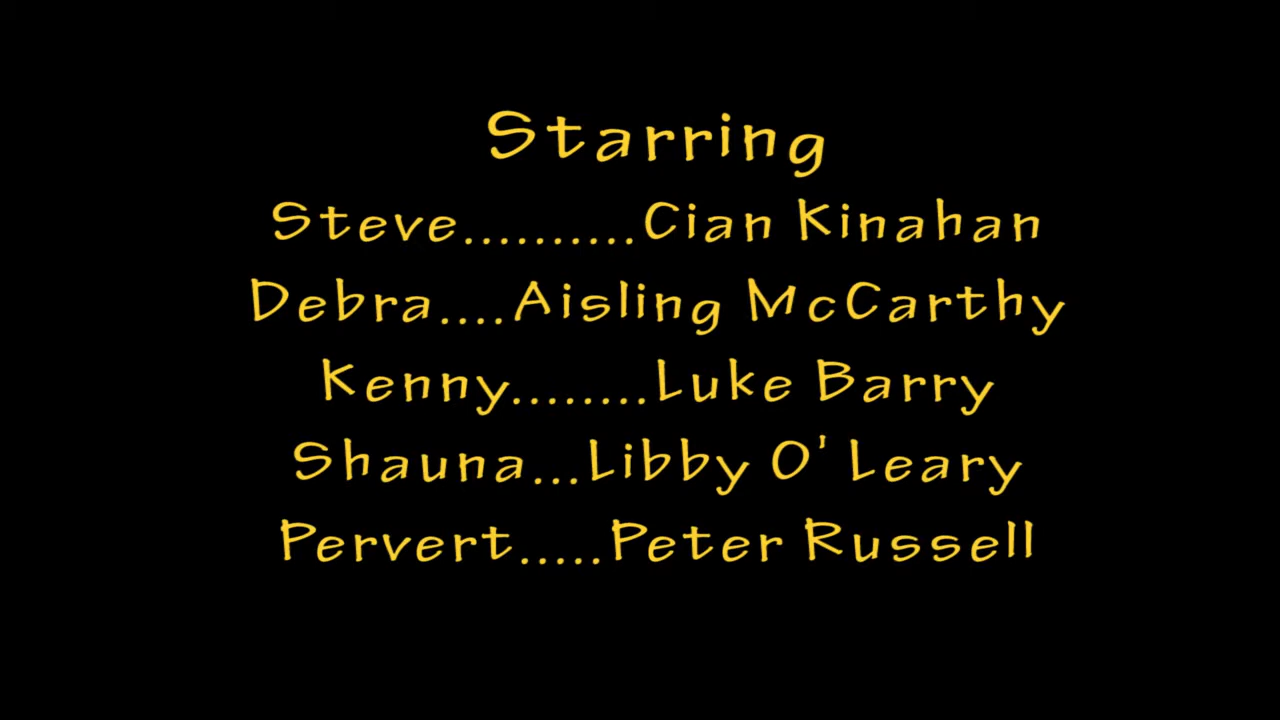 Starring
Steve..........Cian Kinahan
Debra....Aisling McCarthy
Kenny........Luke Barry
Shauna...Libby O' Leary
Pervert.....Peter Russell